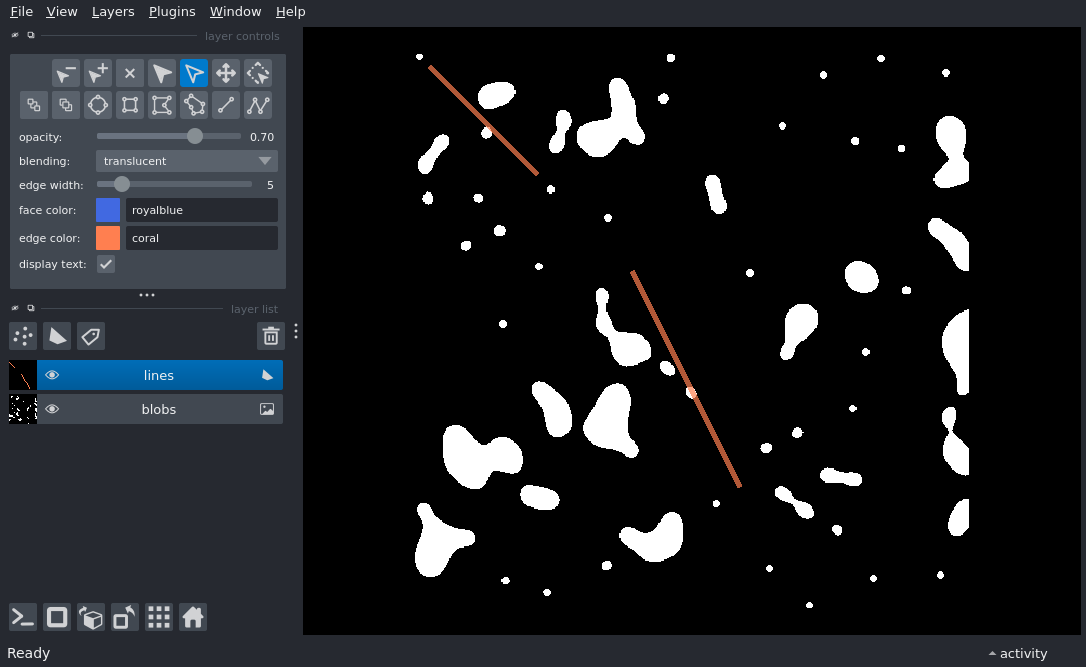 File View Layers Plugins Window Help
layer controls
opacity: 0.70
blending: translucent
edge width: 5
face color: royalblue
edge color: coral
display text:
layer list
lines
blobs
Ready activity